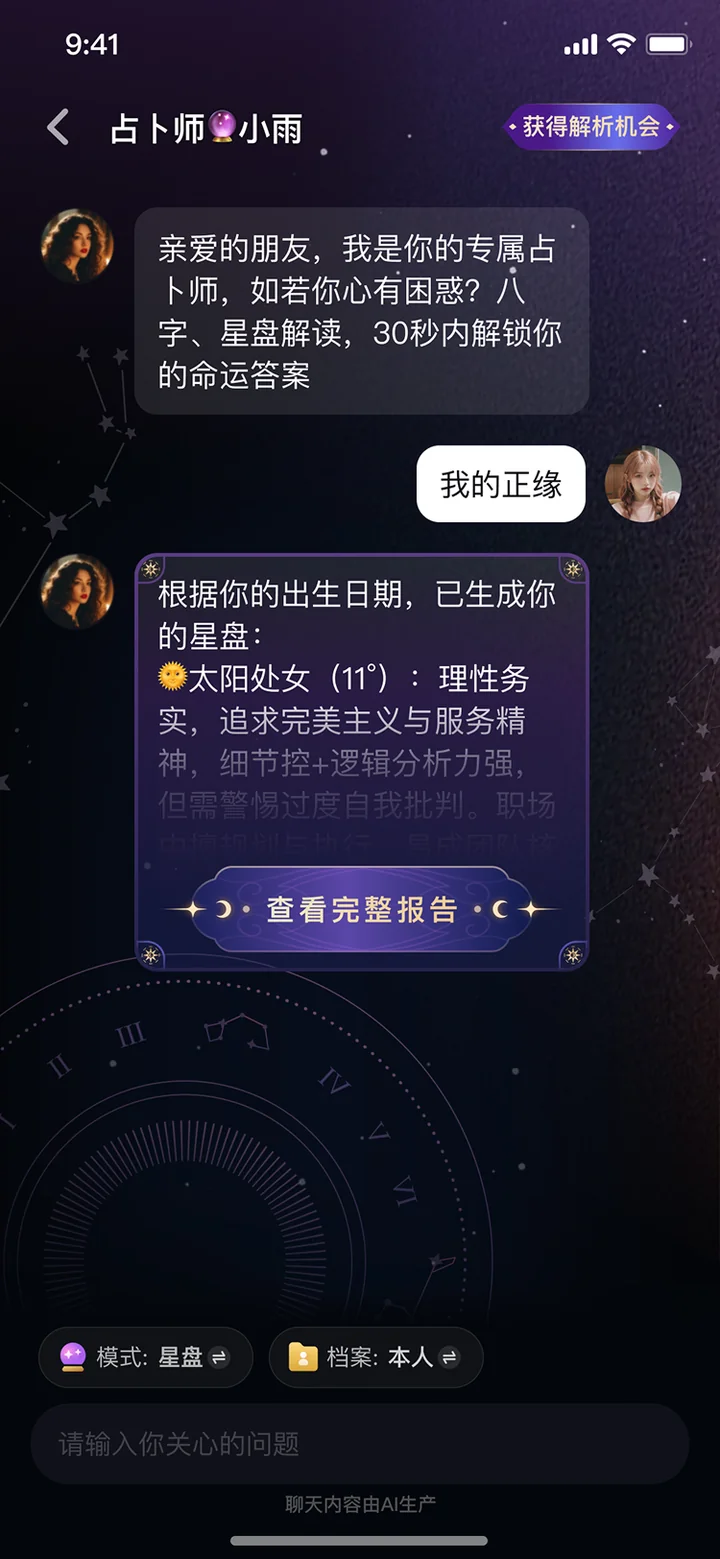 9:41
占卜师🔮小雨
获得解析机会
亲爱的朋友，我是你的专属占
卜师，如若你心有困惑？八
字、星盘解读，30秒内解锁你
的命运答案
我的正缘
根据你的出生日期，已生成你
的星盘：
🌞太阳处女（11°）：理性务
实，追求完美主义与服务精
神，细节控+逻辑分析力强，
但需警惕过度自我批判。职场
查看完整报告
II
III
IV
V
VI
模式: 星盘
档案: 本人
请输入你关心的问题
聊天内容由AI生产